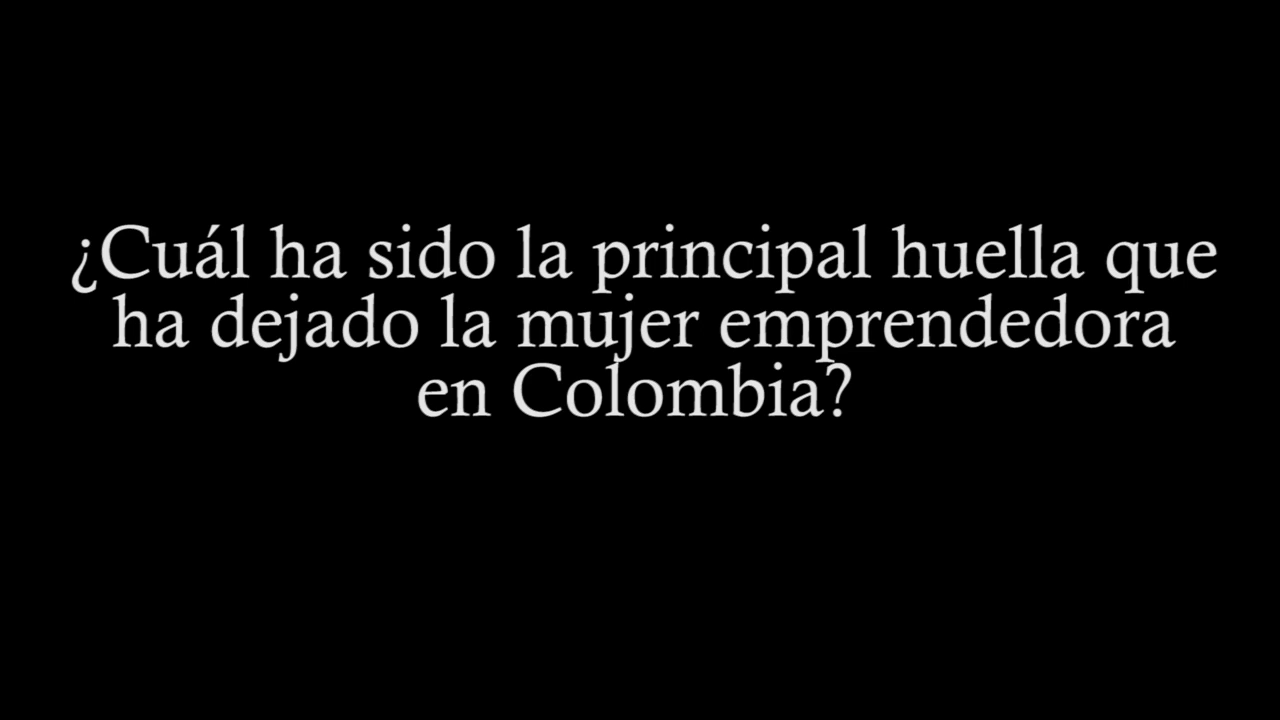 ¿Cuál ha sido la principal huella que
ha dejado la mujer emprendedora
en Colombia?